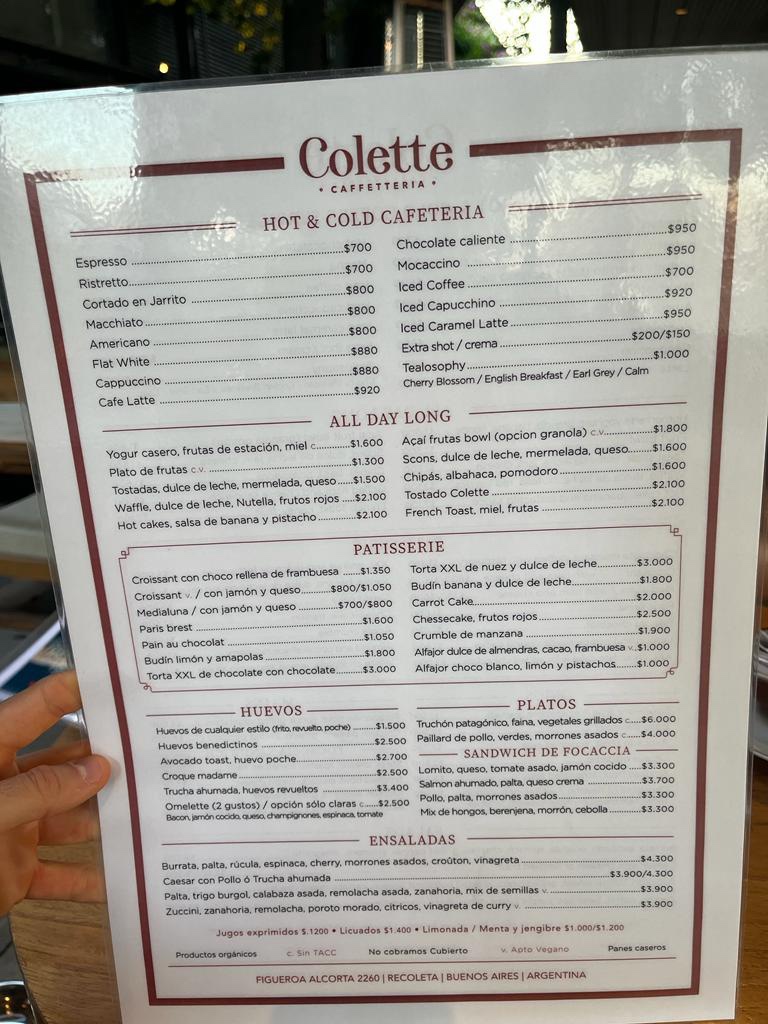 Colette
• CAFFETTERIA •
HOT & COLD CAFETERIA
Espresso $700
Ristretto $700
Cortado en Jarrito $800
Macchiato $800
Americano $800
Flat White $880
Cappuccino $880
Cafe Latte $920
Chocolate caliente $950
Mocaccino $950
Iced Coffee $700
Iced Capucchino $920
Iced Caramel Latte $950
Extra shot / crema $200/$150
Tealosophy $1.000
Cherry Blossom / English Breakfast / Earl Grey / Calm
ALL DAY LONG
Yogur casero, frutas de estación, miel c. $1.600
Plato de frutas c.v. $1.300
Tostadas, dulce de leche, mermelada, queso $1.500
Waffle, dulce de leche, Nutella, frutos rojos $2.100
Hot cakes, salsa de banana y pistacho $2.100
Açaí frutas bowl (opcion granola) c.v. $1.800
Scons, dulce de leche, mermelada, queso $1.600
Chipás, albahaca, pomodoro $1.600
Tostado Colette $2.100
French Toast, miel, frutas $2.100
PATISSERIE
Croissant con choco rellena de frambuesa $1.350
Croissant v. / con jamón y queso $800/$1.050
Medialuna / con jamón y queso $700/$800
Paris brest $1.600
Pain au chocolat $1.050
Budín limón y amapolas $1.800
Torta XXL de chocolate con chocolate $3.000
Torta XXL de nuez y dulce de leche $3.000
Budín banana y dulce de leche $1.800
Carrot Cake $2.000
Chessecake, frutos rojos $2.500
Crumble de manzana $1.900
Alfajor dulce de almendras, cacao, frambuesa v. $1.000
Alfajor choco blanco, limón y pistachos $1.000
HUEVOS
Huevos de cualquier estilo (frito, revuelto, poche) $1.500
Huevos benedictinos $2.500
Avocado toast, huevo poche $2.700
Croque madame $2.500
Trucha ahumada, huevos revueltos $3.400
Omelette (2 gustos) / opción sólo claras c. $2.500
Bacon, jamón cocido, queso, champignones, espinaca, tomate
PLATOS
Truchón patagónico, faina, vegetales grillados c. $6.000
Paillard de pollo, verdes, morrones asados c. $4.000
SANDWICH DE FOCACCIA
Lomito, queso, tomate asado, jamón cocido $3.300
Salmon ahumado, palta, queso crema $3.700
Pollo, palta, morrones asados $3.300
Mix de hongos, berenjena, morrón, cebolla $3.300
ENSALADAS
Burrata, palta, rúcula, espinaca, cherry, morrones asados, croûton, vinagreta $4.300
Caesar con Pollo ó Trucha ahumada $3.900/4.300
Palta, trigo burgol, calabaza asada, remolacha asada, zanahoria, mix de semillas v. $3.900
Zuccini, zanahoria, remolacha, poroto morado, citricos, vinagreta de curry v. $3.900
Jugos exprimidos $.1200 • Licuados $1.400 • Limonada / Menta y jengibre $1.000/$1.200
Productos orgánicos c. Sin TACC No cobramos Cubierto v. Apto Vegano Panes caseros
FIGUEROA ALCORTA 2260 | RECOLETA | BUENOS AIRES | ARGENTINA